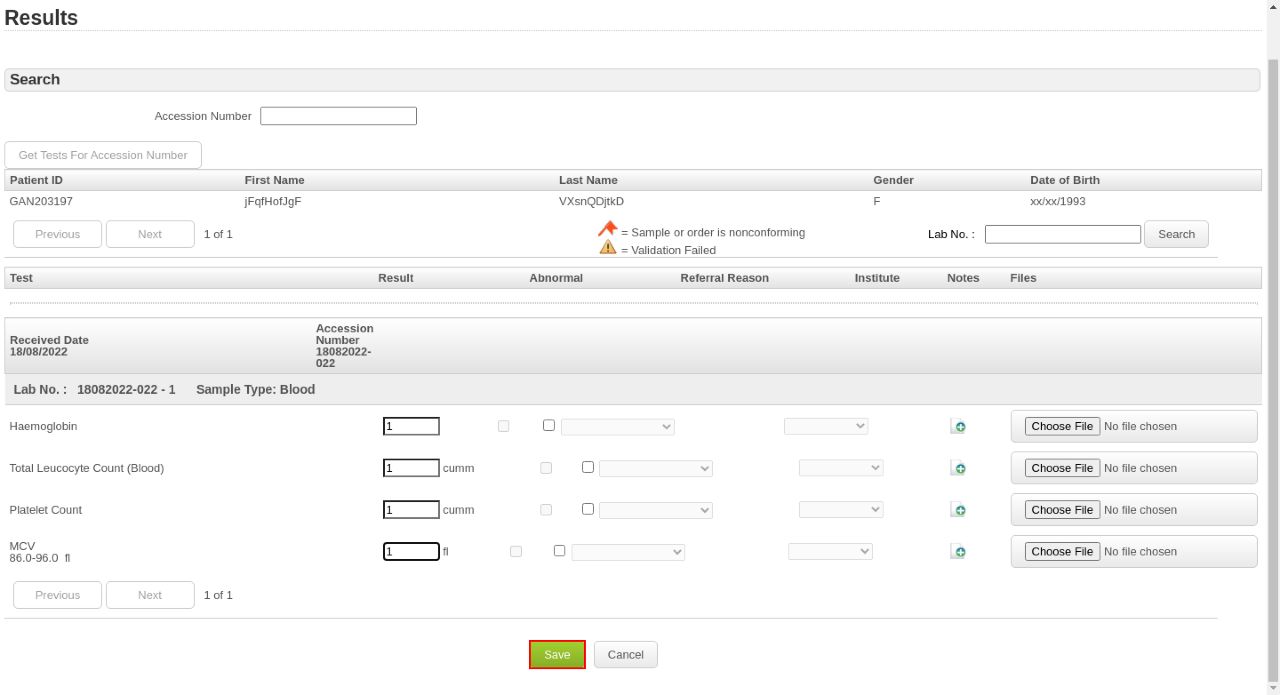 Results
Search
Accession Number
Get Tests For Accession Number
Patient ID First Name Last Name Gender Date of Birth
GAN203197 jFqfHofJgF VXsnQDjtkD F xx/xx/1993
Previous Next 1 of 1 = Sample or order is nonconforming Lab No. : Search
= Validation Failed
Test Result Abnormal Referral Reason Institute Notes Files
Received Date
18/08/2022
Accession
Number
18082022-
022
Lab No. : 18082022-022 - 1 Sample Type: Blood
Haemoglobin 1 Choose File No file chosen
Total Leucocyte Count (Blood) 1 cumm Choose File No file chosen
Platelet Count 1 cumm Choose File No file chosen
MCV
86.0-96.0 fl 1 fl Choose File No file chosen
Previous Next 1 of 1
Save Cancel